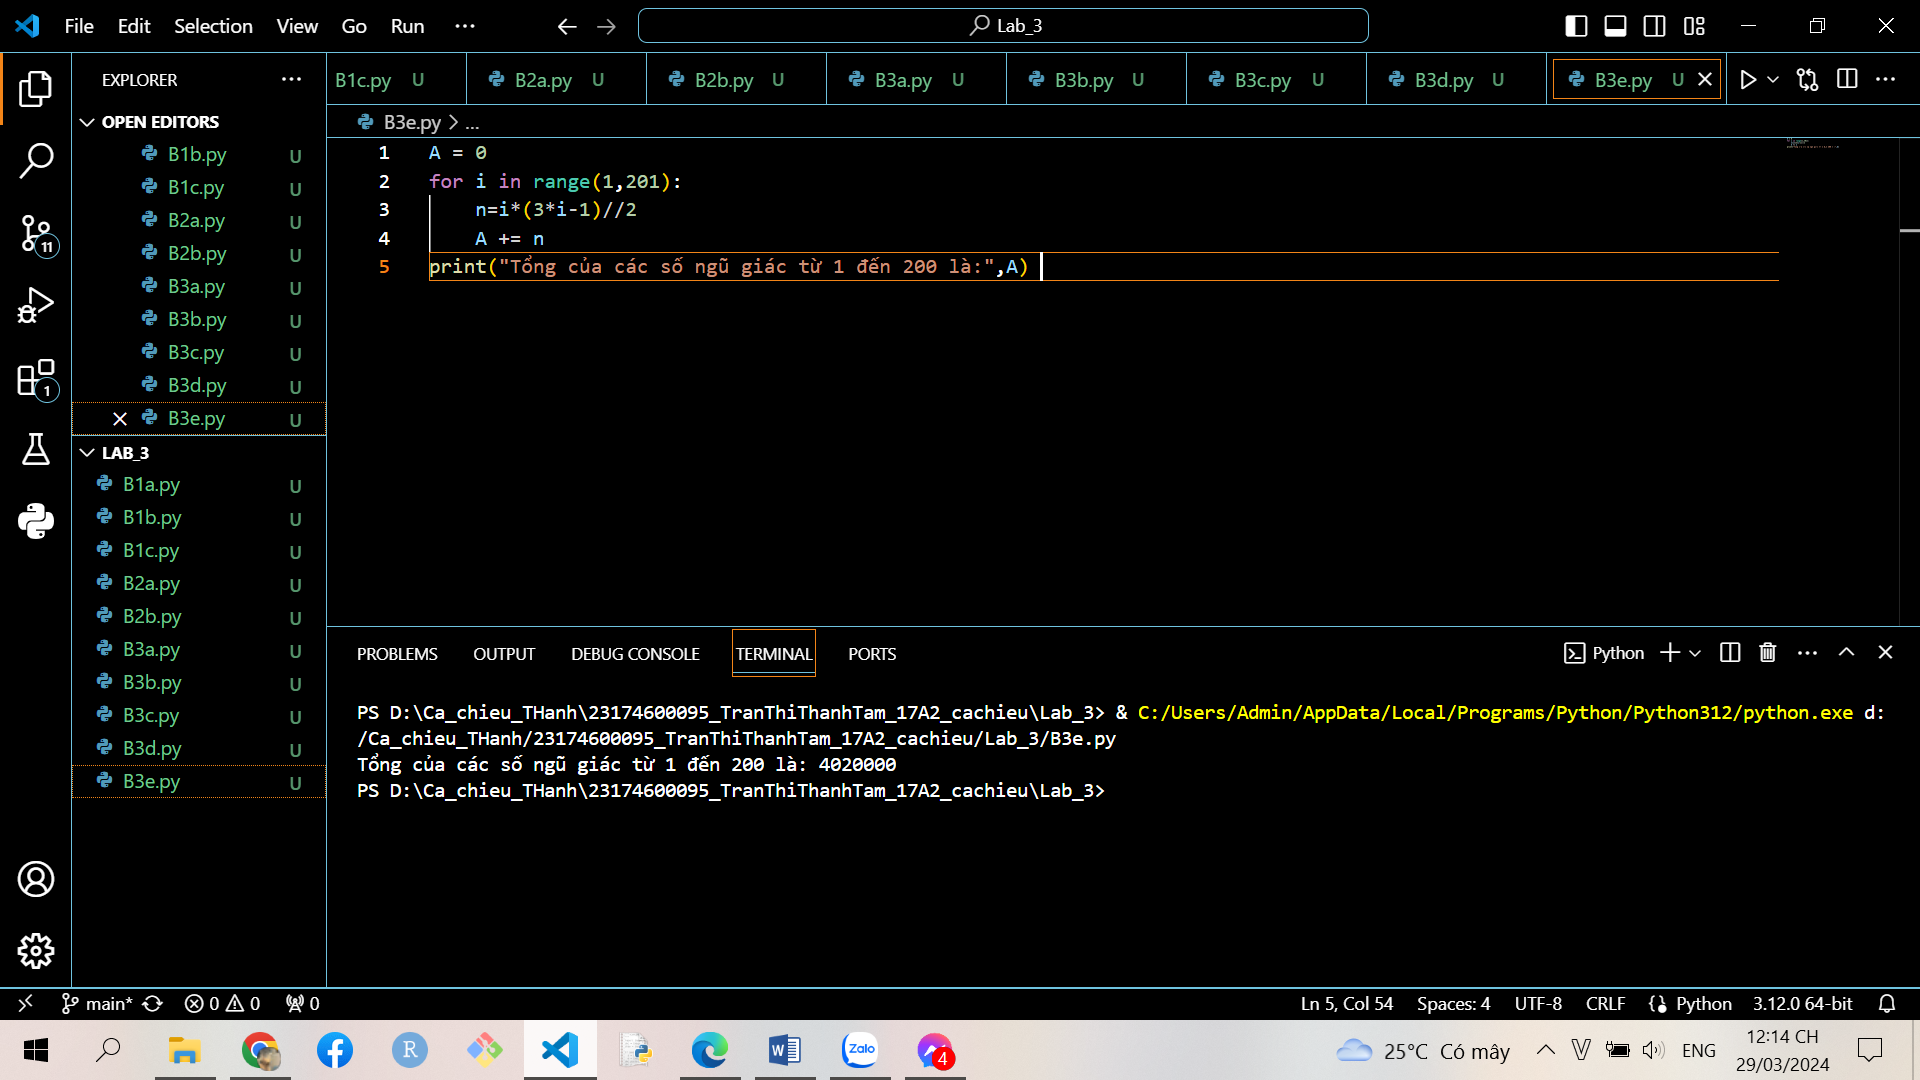 File Edit Selection View Go Run ... Lab_3
EXPLORER ...
OPEN EDITORS
B1b.py U
B1c.py U
B2a.py U
B2b.py U
B3a.py U
B3b.py U
B3c.py U
B3d.py U
B3e.py U
LAB_3
B1a.py U
B1b.py U
B1c.py U
B2a.py U
B2b.py U
B3a.py U
B3b.py U
B3c.py U
B3d.py U
B3e.py U
11
1
B1c.py U B2a.py U B2b.py U B3a.py U B3b.py U B3c.py U B3d.py U B3e.py U
B3e.py > ...
1 A = 0
2 for i in range(1,201):
3 n=i*(3*i-1)//2
4 A += n
5 print("Tổng của các số ngũ giác từ 1 đến 200 là:",A)
PROBLEMS OUTPUT DEBUG CONSOLE TERMINAL PORTS Python
PS D:\Ca_chieu_THanh\23174600095_TranThiThanhTam_17A2_cachieu\Lab_3> & C:/Users/Admin/AppData/Local/Programs/Python/Python312/python.exe d:
/Ca_chieu_THanh/23174600095_TranThiThanhTam_17A2_cachieu/Lab_3/B3e.py
Tổng của các số ngũ giác từ 1 đến 200 là: 4020000
PS D:\Ca_chieu_THanh\23174600095_TranThiThanhTam_17A2_cachieu\Lab_3>
main* 0 0 0 Ln 5, Col 54 Spaces: 4 UTF-8 CRLF Python 3.12.0 64-bit
R Zalo 4 25°C Có mây V ENG 12:14 CH
29/03/2024